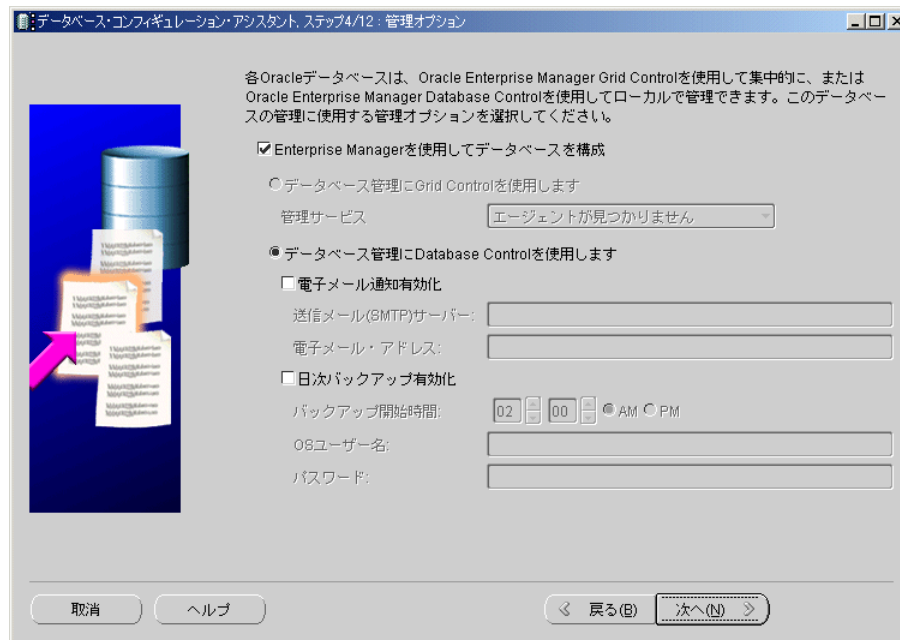 データベース・コンフィギュレーション・アシスタント, ステップ4/12 : 管理オプション
各Oracleデータベースは、Oracle Enterprise Manager Grid Controlを使用して集中的に、または
Oracle Enterprise Manager Database Controlを使用してローカルで管理できます。このデータベー
スの管理に使用する管理オプションを選択してください。
Enterprise Managerを使用してデータベースを構成
データベース管理にGrid Controlを使用します
管理サービス エージェントが見つかりません
データベース管理にDatabase Controlを使用します
電子メール通知有効化
送信メール(SMTP)サーバー:
電子メール・アドレス:
日次バックアップ有効化
バックアップ開始時間: 02 00 AM PM
OSユーザー名:
パスワード:
取消 ヘルプ 戻る(B) 次へ(N)